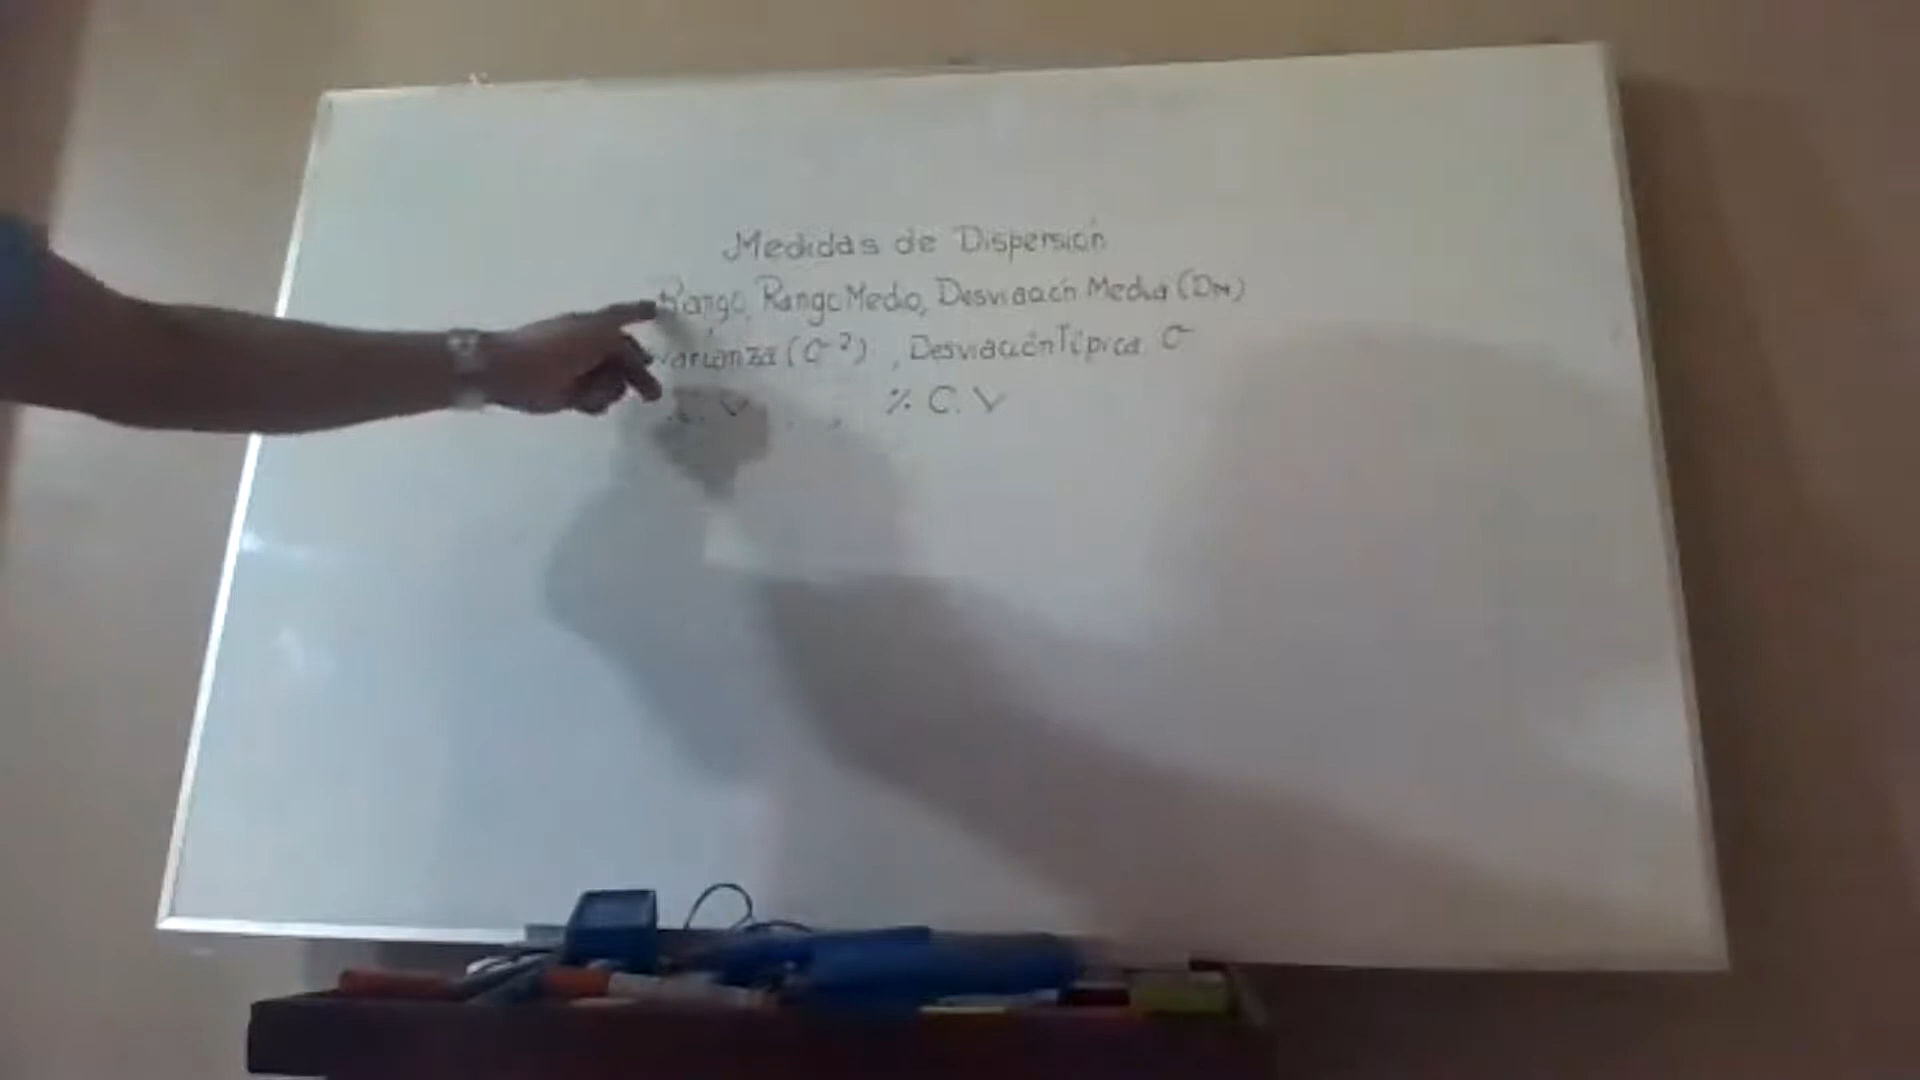 Medidas de Dispersión
Rango, Rango Medio, Desviación Media (DM)
Varianza (σ²), Desviación Típica σ
C. V % C. V